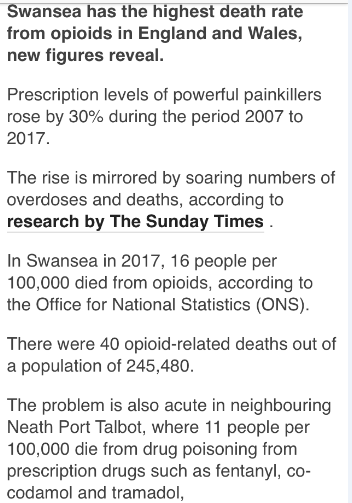 Swansea has the highest death rate
from opioids in England and Wales,
new figures reveal.
Prescription levels of powerful painkillers
rose by 30% during the period 2007 to
2017.
The rise is mirrored by soaring numbers of
overdoses and deaths, according to
research by The Sunday Times .
In Swansea in 2017, 16 people per
100,000 died from opioids, according to
the Office for National Statistics (ONS).
There were 40 opioid-related deaths out of
a population of 245,480.
The problem is also acute in neighbouring
Neath Port Talbot, where 11 people per
100,000 die from drug poisoning from
prescription drugs such as fentanyl, co-
codamol and tramadol,